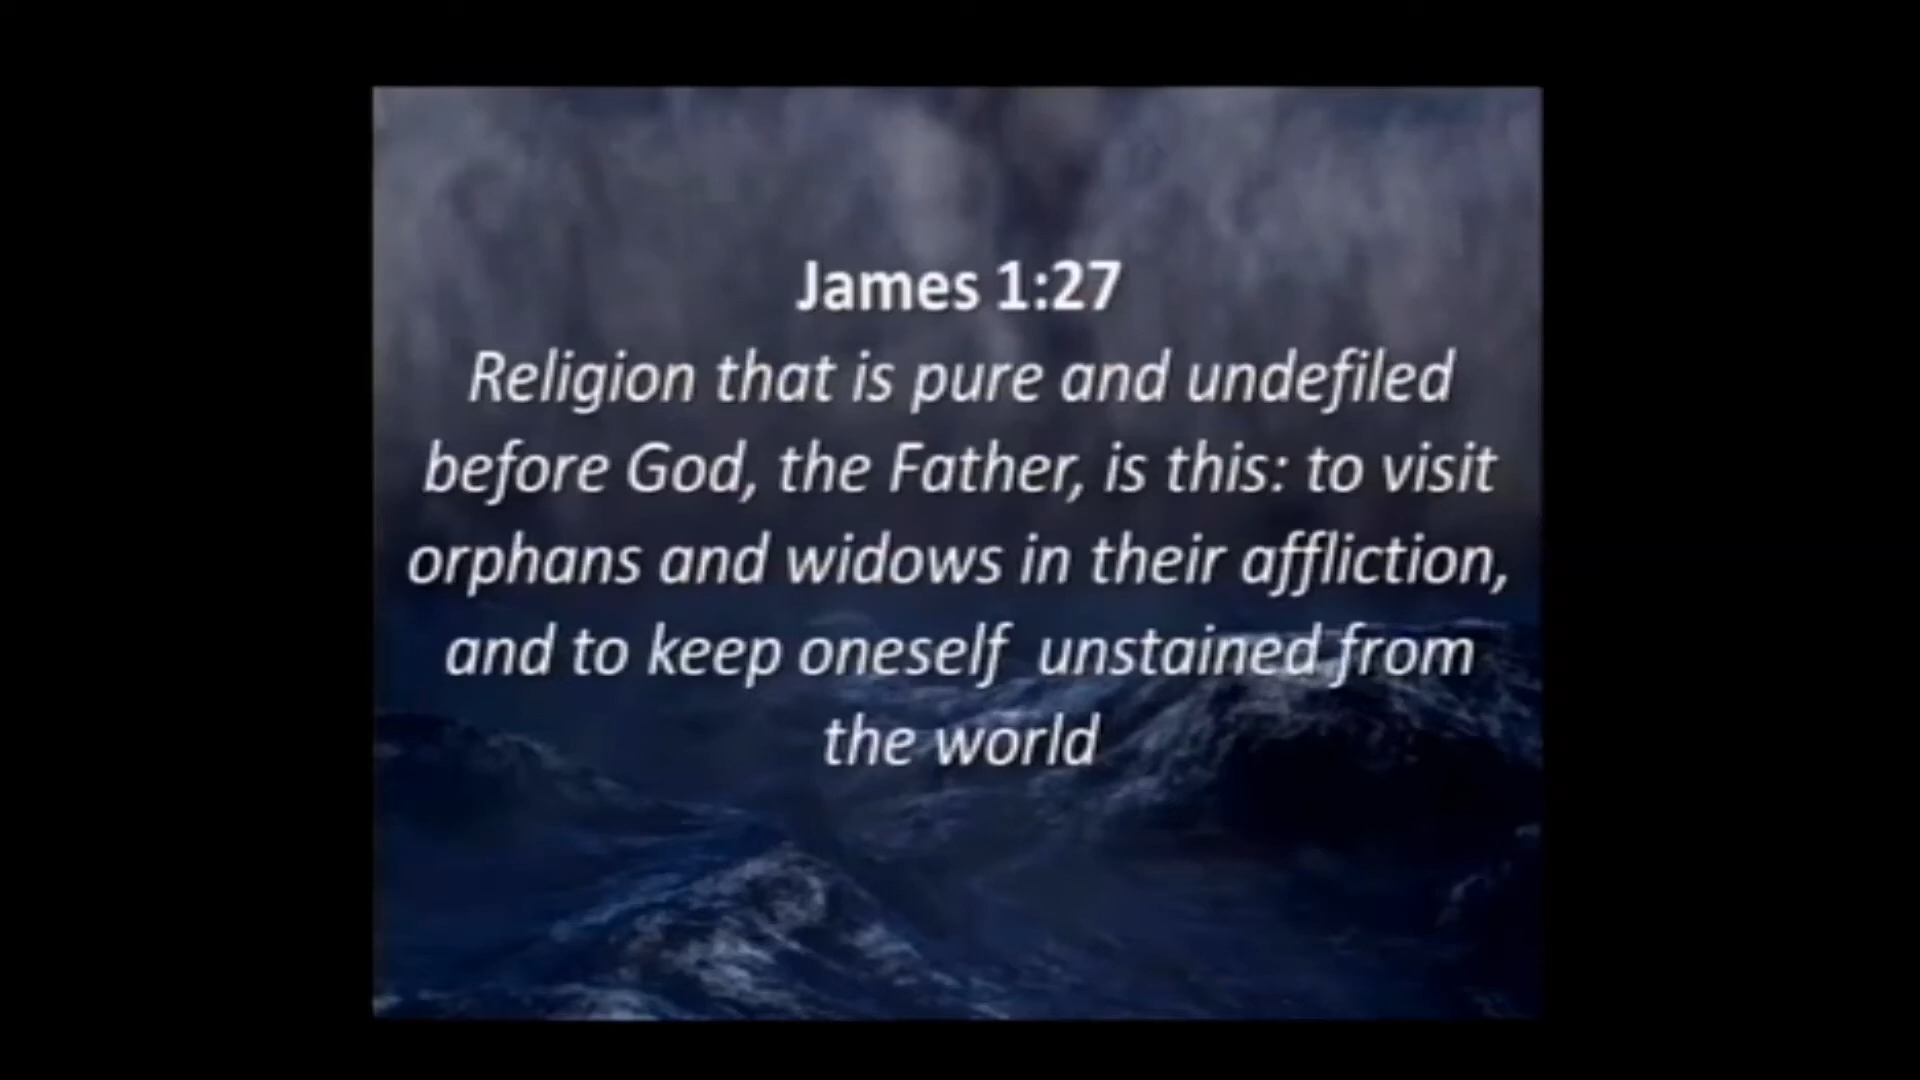 James 1:27
Religion that is pure and undefiled
before God, the Father, is this: to visit
orphans and widows in their affliction,
and to keep oneself  unstained from
the world